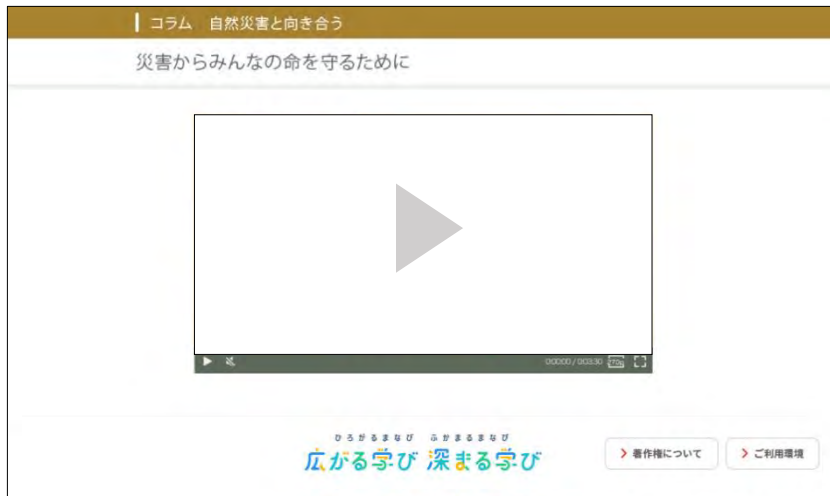 コラム　自然災害と向き合う
災害からみんなの命を守るために
00:00:00 / 00:03:30
ひろがるまなび ふかまるまなび
広がる学び 深まる学び
著作権について
ご利用環境